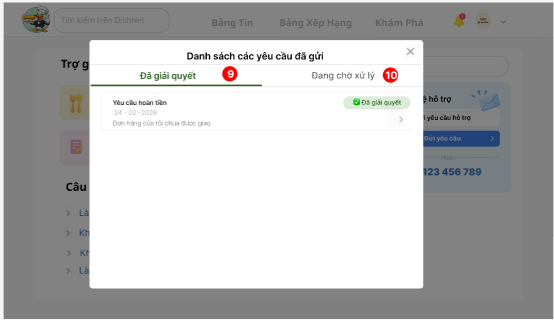 Tìm kiếm trên DishNet
Bảng Tin
Bảng Xếp Hạng
Khám Phá
Danh sách các yêu cầu đã gửi
Đã giải quyết
9
Đang chờ xử lý
10
Yêu cầu hoàn tiền
24 - 02 -2026
Đơn hàng của tôi chưa được giao
Đã giải quyết
Trợ g
hỗ trợ
yêu cầu hỗ trợ
Gửi yêu cầu
Hoặc
123 456 789
Câu
Là
Kh
Kh
Là